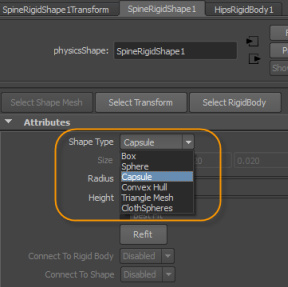 SpineRigidShape1Transform SpineRigidShape1 HipsRigidBody1
physicsShape: SpineRigidShape1
Select Shape Mesh Select Transform Select RigidBody
Attributes
Shape Type Capsule
Box
Size 0.020
Sphere
Radius Capsule
Convex Hull
Height Triangle Mesh
ClothSpheres
Refit
Connect To Rigid Body Disabled
Connect To Shape Disabled